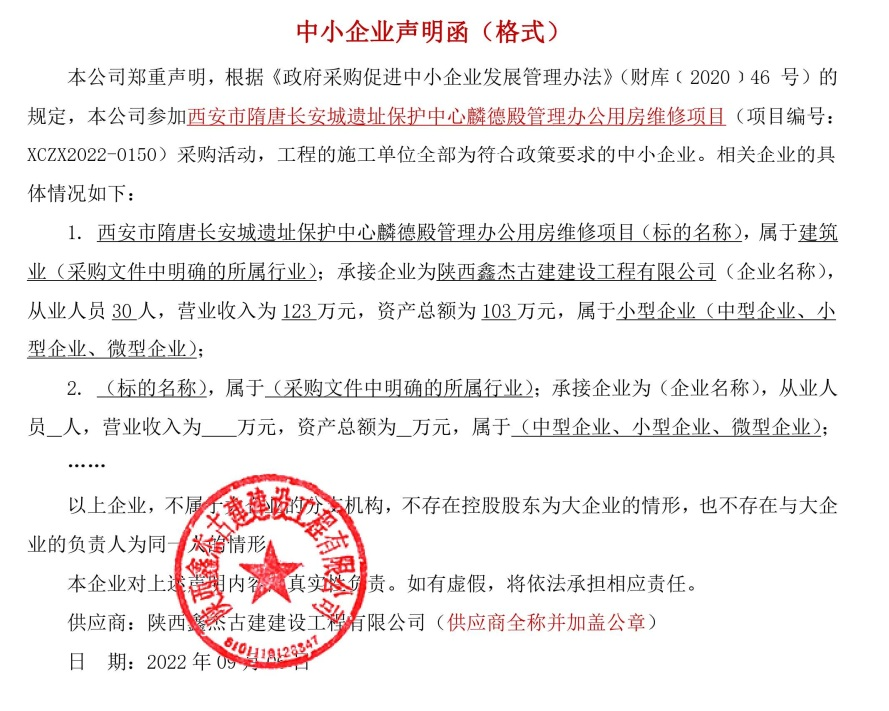 中小企业声明函（格式）
本公司郑重声明，根据《政府采购促进中小企业发展管理办法》（财库﹝2020﹞46 号）的
规定，本公司参加西安市隋唐长安城遗址保护中心麟德殿管理办公用房维修项目（项目编号：
XCZX2022-0150）采购活动，工程的施工单位全部为符合政策要求的中小企业。相关企业的具
体情况如下：
1. 西安市隋唐长安城遗址保护中心麟德殿管理办公用房维修项目（标的名称），属于建筑
业（采购文件中明确的所属行业）；承接企业为陕西鑫杰古建建设工程有限公司（企业名称），
从业人员 30 人，营业收入为 123 万元，资产总额为 103 万元，属于小型企业（中型企业、小
型企业、微型企业）；
2. （标的名称），属于（采购文件中明确的所属行业）；承接企业为（企业名称），从业人
员__人，营业收入为___万元，资产总额为_万元，属于（中型企业、小型企业、微型企业）；
……
以上企业，不属于 的分支机构，不存在控股股东为大企业的情形，也不存在与大企
业的负责人为同一人的情形
本企业对上述声明内容 真实性负责。如有虚假，将依法承担相应责任。
供应商：陕西鑫杰古建建设工程有限公司（供应商全称并加盖公章）
日 期：2022 年 09 月 06 日
陕西鑫杰古建建设工程有限公司